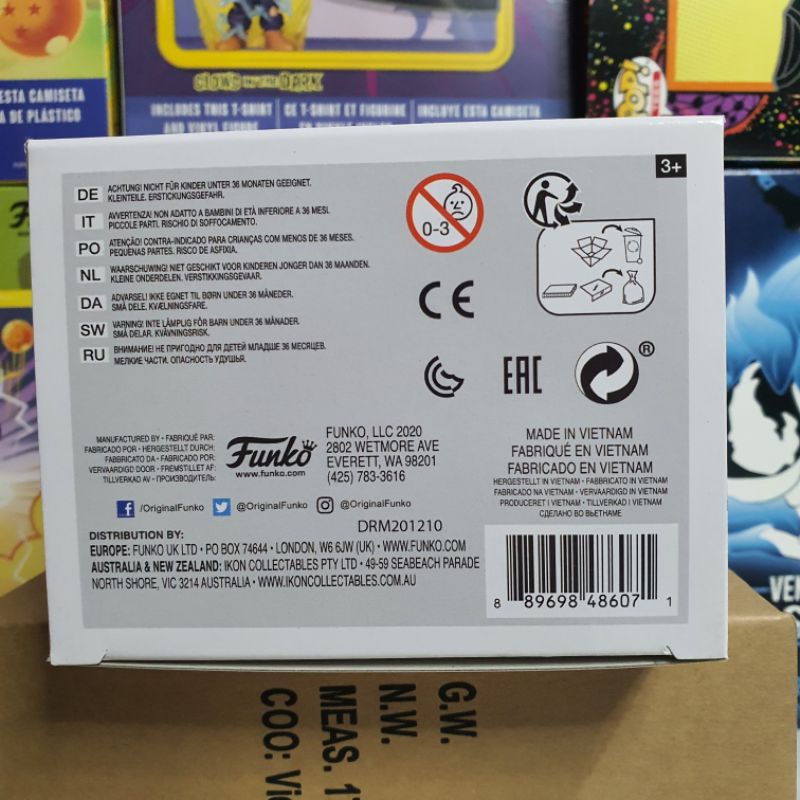 ESTA CAMISETA
A DE PLÁSTICO
GLOWS IN THE DARK
INCLUDES THIS T-SHIRT
CE T-SHIRT ET FIGURINE
INCLUYE ESTA CAMISETA
AND VINYL FIGURE
3+
DE ACHTUNG! NICHT FÜR KINDER UNTER 36 MONATEN GEEIGNET.
KLEINTEILE. ERSTICKUNGSGEFAHR.
IT AVVERTENZA! NON ADATTO A BAMBINI DI ETÀ INFERIORE A 36 MESI.
PICCOLE PARTI. RISCHIO DI SOFFOCAMENTO.
PO ATENÇÃO! CONTRA-INDICADO PARA CRIANÇAS COM MENOS DE 36 MESES.
PEQUENAS PARTES. RISCO DE ASFIXIA.
NL WAARSCHUWING! NIET GESCHIKT VOOR KINDEREN JONGER DAN 36 MAANDEN.
KLEINE ONDERDELEN. VERSTIKKINGSGEVAAR.
DA ADVARSEL! IKKE EGNET TIL BØRN UNDER 36 MÅNEDER.
SMÅ DELE. KVÆLNINGSFARE.
SW VARNING! INTE LÄMPLIG FÖR BARN UNDER 36 MÅNADER.
SMÅ DELAR. KVÄVNINGSRISK.
RU ВНИМАНИЕ! НЕ ПРИГОДНО ДЛЯ ДЕТЕЙ МЛАДШЕ 36 МЕСЯЦЕВ.
МЕЛКИЕ ЧАСТИ. ОПАСНОСТЬ УДУШЬЯ.
0-3
CE
EAC
®
MANUFACTURED BY • FABRIQUÉ PAR:
FABRICADO POR • HERGESTELLT DURCH:
FABBRICATO DA • FABRICADO POR:
VERVAARDIGD DOOR • FREMSTILLET AF:
TILLVERKAD AV • ПРОИЗВОДИТЕЛЬ:
Funko
www.funko.com
FUNKO, LLC 2020
2802 WETMORE AVE
EVERETT, WA 98201
(425) 783-3616
MADE IN VIETNAM
FABRIQUÉ EN VIETNAM
FABRICADO EN VIETNAM
HERGESTELLT IN VIETNAM • FABBRICATO IN VIETNAM
FABRICADO NA VIETNAM • VERVAARDIGD IN VIETNAM
PRODUCERET I VIETNAM • TILLVERKAD I VIETNAM
СДЕЛАНО ВО ВЬЕТНАМЕ
f /OriginalFunko @OriginalFunko @OriginalFunko
DRM201210
DISTRIBUTION BY:
EUROPE: FUNKO UK LTD • PO BOX 74644 • LONDON, W6 6JW (UK) • WWW.FUNKO.COM
AUSTRALIA & NEW ZEALAND: IKON COLLECTABLES PTY LTD • 49-59 SEABEACH PARADE
NORTH SHORE, VIC 3214 AUSTRALIA • WWW.IKONCOLLECTABLES.COM.AU
8 89698 48607 1
G.W.
N.W.
MEAS. 1
COO: Vi